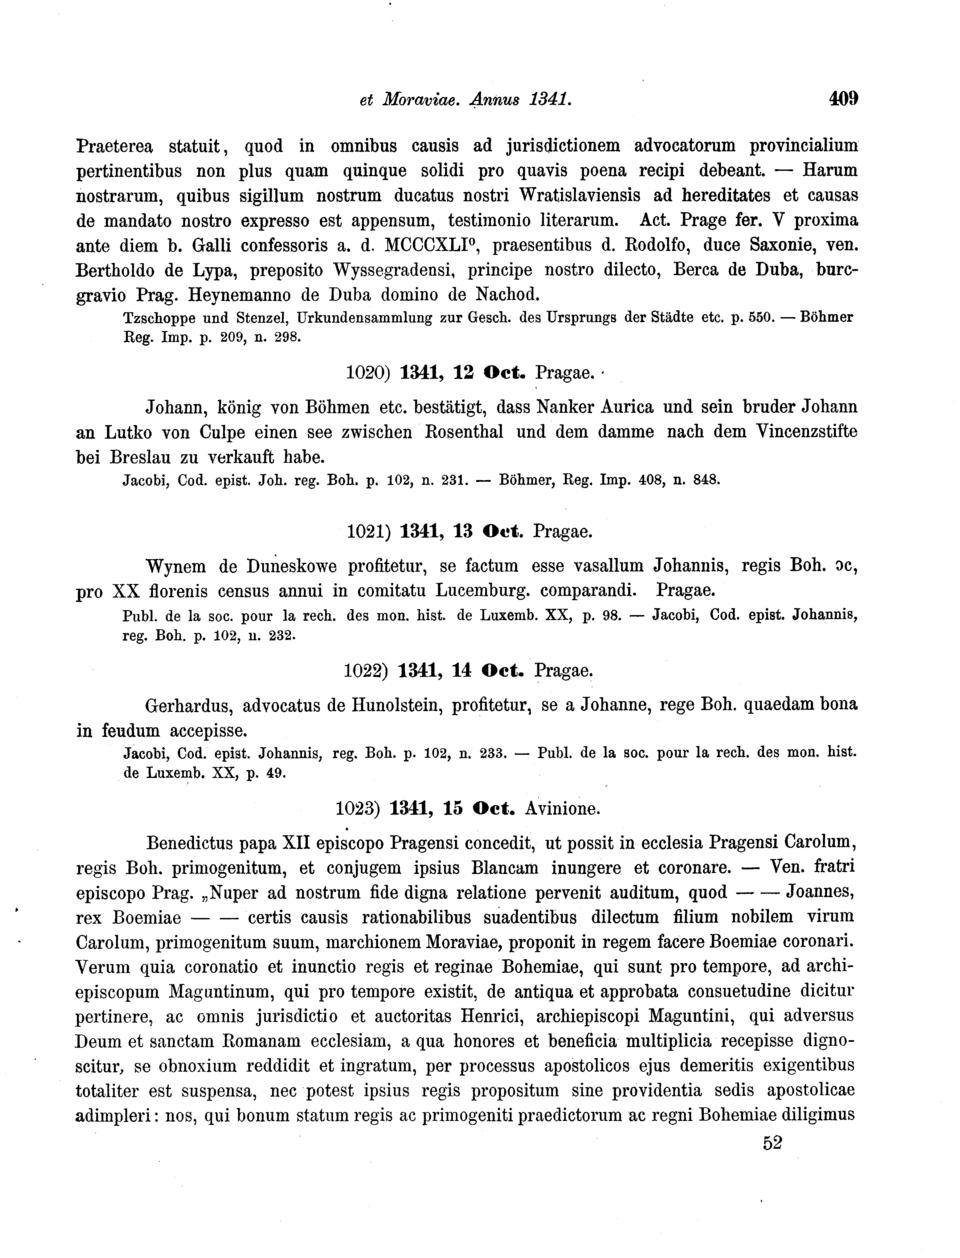 et Moraviae. Annus 1341. 409
Praeterea statuit, quod in omnibus causis ad jurisdictionem advocatorum provincialium
pertinentibus non plus quam quinque solidi pro quavis poena recipi debeant. — Harum
nostrarum, quibus sigillum nostrum ducatus nostri Wratislaviensis ad hereditates et causas
de mandato nostro expresso est appensum, testimonio literarum. Act. Prage fer. V proxima
ante diem b. Galli confessoris a. d. MCCCXLI⁰, praesentibus d. Rodolfo, duce Saxonie, ven.
Bertholdo de Lypa, preposito Wyssegradensi, principe nostro dilecto, Berca de Duba, burc-
gravio Prag. Heynemanno de Duba domino de Nachod.
Tzschoppe und Stenzel, Urkundensammlung zur Gesch. des Ursprungs der Städte etc. p. 550. — Böhmer
Reg. Imp. p. 209, n. 298.
1020) 1341, 12 Oct. Pragae.
Johann, könig von Böhmen etc. bestätigt, dass Nanker Aurica und sein bruder Johann
an Lutko von Culpe einen see zwischen Rosenthal und dem damme nach dem Vincenzstifte
bei Breslau zu verkauft habe.
Jacobi, Cod. epist. Joh. reg. Boh. p. 102, n. 231. — Böhmer, Reg. Imp. 408, n. 848.
1021) 1341, 13 Oct. Pragae.
Wynem de Duneskowe profitetur, se factum esse vasallum Johannis, regis Boh. ɔc,
pro XX florenis census annui in comitatu Lucemburg. comparandi. Pragae.
Publ. de la soc. pour la rech. des mon. hist. de Luxemb. XX, p. 98. — Jacobi, Cod. epist. Johannis,
reg. Boh. p. 102, n. 232.
1022) 1341, 14 Oct. Pragae.
Gerhardus, advocatus de Hunolstein, profitetur, se a Johanne, rege Boh. quaedam bona
in feudum accepisse.
Jacobi, Cod. epist. Johannis, reg. Boh. p. 102, n. 233. — Publ. de la soc. pour la rech. des mon. hist.
de Luxemb. XX, p. 49.
1023) 1341, 15 Oct. Avinione.
Benedictus papa XII episcopo Pragensi concedit, ut possit in ecclesia Pragensi Carolum,
regis Boh. primogenitum, et conjugem ipsius Blancam inungere et coronare. — Ven. fratri
episcopo Prag. „Nuper ad nostrum fide digna relatione pervenit auditum, quod — — Joannes,
rex Boemiae — — certis causis rationabilibus suadentibus dilectum filium nobilem virum
Carolum, primogenitum suum, marchionem Moraviae, proponit in regem facere Boemiae coronari.
Verum quia coronatio et inunctio regis et reginae Bohemiae, qui sunt pro tempore, ad archi-
episcopum Maguntinum, qui pro tempore existit, de antiqua et approbata consuetudine dicitur
pertinere, ac omnis jurisdictio et auctoritas Henrici, archiepiscopi Maguntini, qui adversus
Deum et sanctam Romanam ecclesiam, a qua honores et beneficia multiplicia recepisse digno-
scitur, se obnoxium reddidit et ingratum, per processus apostolicos ejus demeritis exigentibus
totaliter est suspensa, nec potest ipsius regis propositum sine providentia sedis apostolicae
adimpleri: nos, qui bonum statum regis ac primogeniti praedictorum ac regni Bohemiae diligimus
52